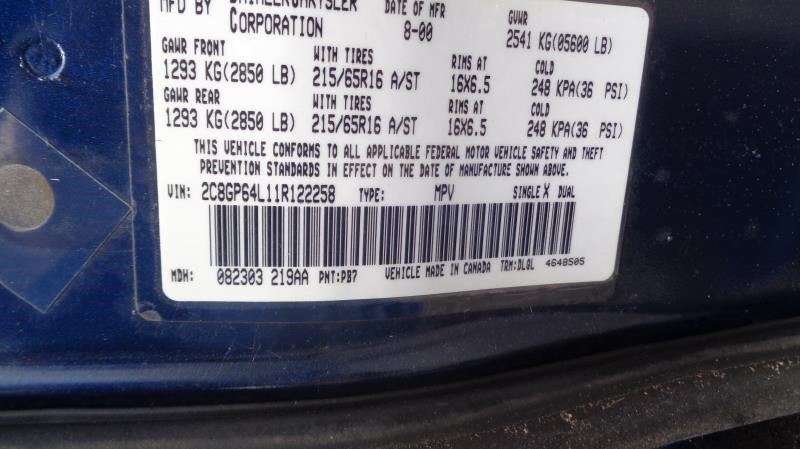 MFD BY DAIMLERCHRYSLER CORPORATION DATE OF MFR 8-00 GVWR 2541 KG(05600 LB)
GAWR FRONT WITH TIRES RIMS AT COLD
1293 KG(2850 LB) 215/65R16 A/ST 16X6.5 248 KPA(36 PSI)
GAWR REAR WITH TIRES RIMS AT COLD
1293 KG(2850 LB) 215/65R16 A/ST 16X6.5 248 KPA(36 PSI)
THIS VEHICLE CONFORMS TO ALL APPLICABLE FEDERAL MOTOR VEHICLE SAFETY AND THEFT
PREVENTION STANDARDS IN EFFECT ON THE DATE OF MANUFACTURE SHOWN ABOVE.
VIN: 2C8GP64L11R122258 TYPE: MPV SINGLE X DUAL
MDH: 082303 219AA PNT:PB7 VEHICLE MADE IN CANADA TRM:DLQL 4648505